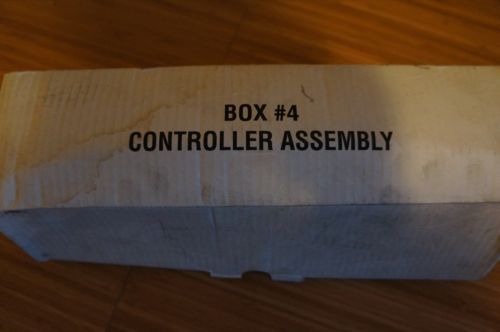 BOX #4
CONTROLLER ASSEMBLY